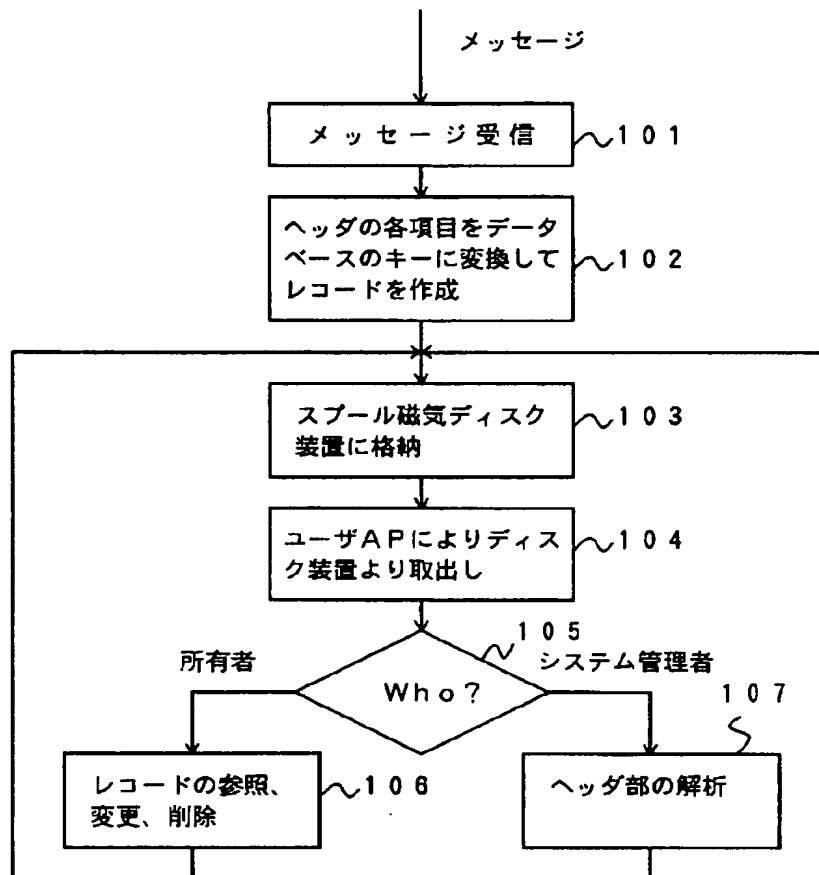 メッセージ
メッセージ受信
101
ヘッダの各項目をデータ
ベースのキーに変換して
レコードを作成
102
スプール磁気ディスク
装置に格納
103
ユーザAPによりディス
ク装置より取出し
104
105
所有者
システム管理者
Who?
107
レコードの参照、
変更、削除
106
ヘッダ部の解析